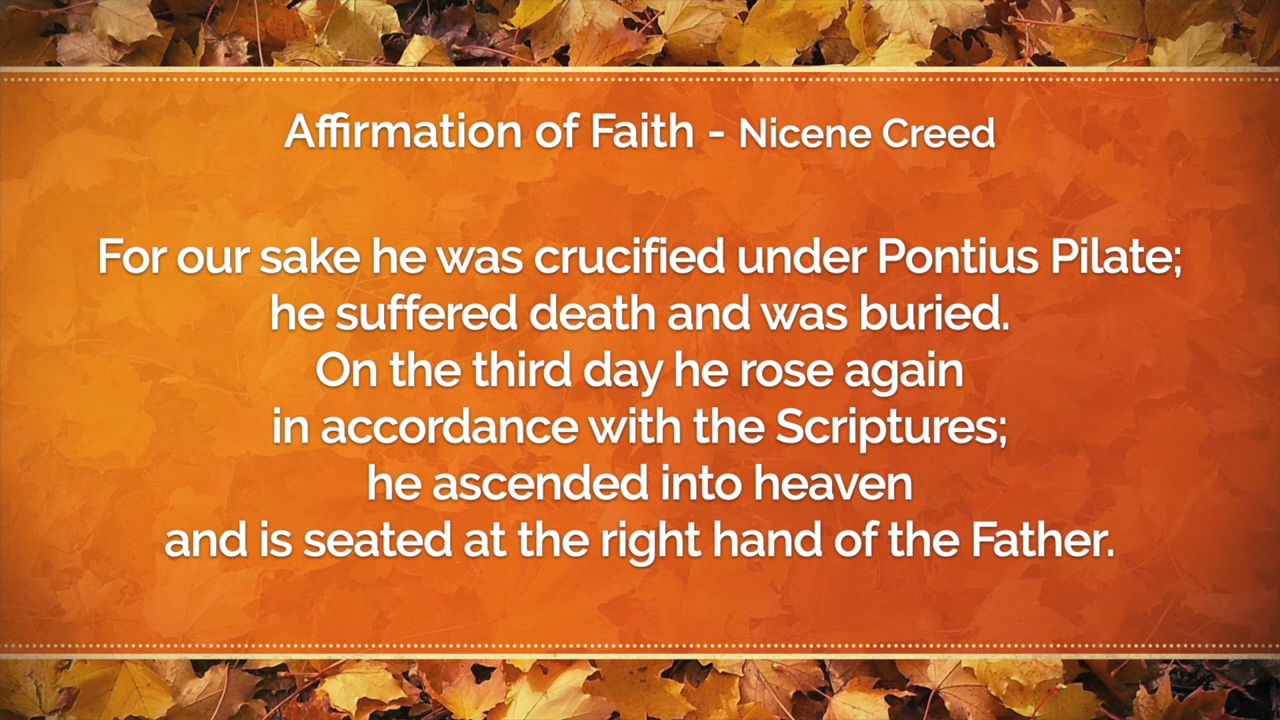 Affirmation of Faith - Nicene Creed
For our sake he was crucified under Pontius Pilate;
he suffered death and was buried.
On the third day he rose again
in accordance with the Scriptures;
he ascended into heaven
and is seated at the right hand of the Father.